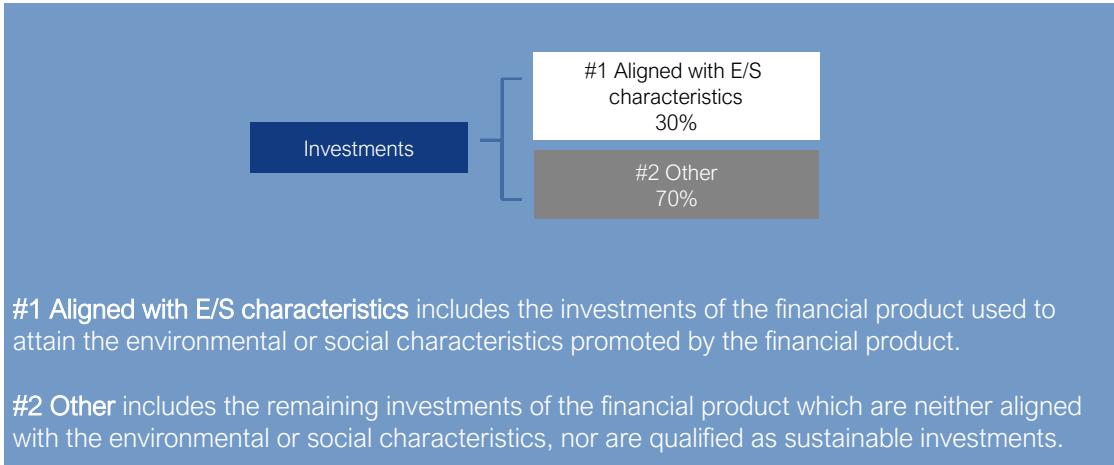 #1 Aligned with E/S
characteristics
30%
Investments
#2 Other
70%
#1 Aligned with E/S characteristics includes the investments of the financial product used to
attain the environmental or social characteristics promoted by the financial product.
#2 Other includes the remaining investments of the financial product which are neither aligned
with the environmental or social characteristics, nor are qualified as sustainable investments.